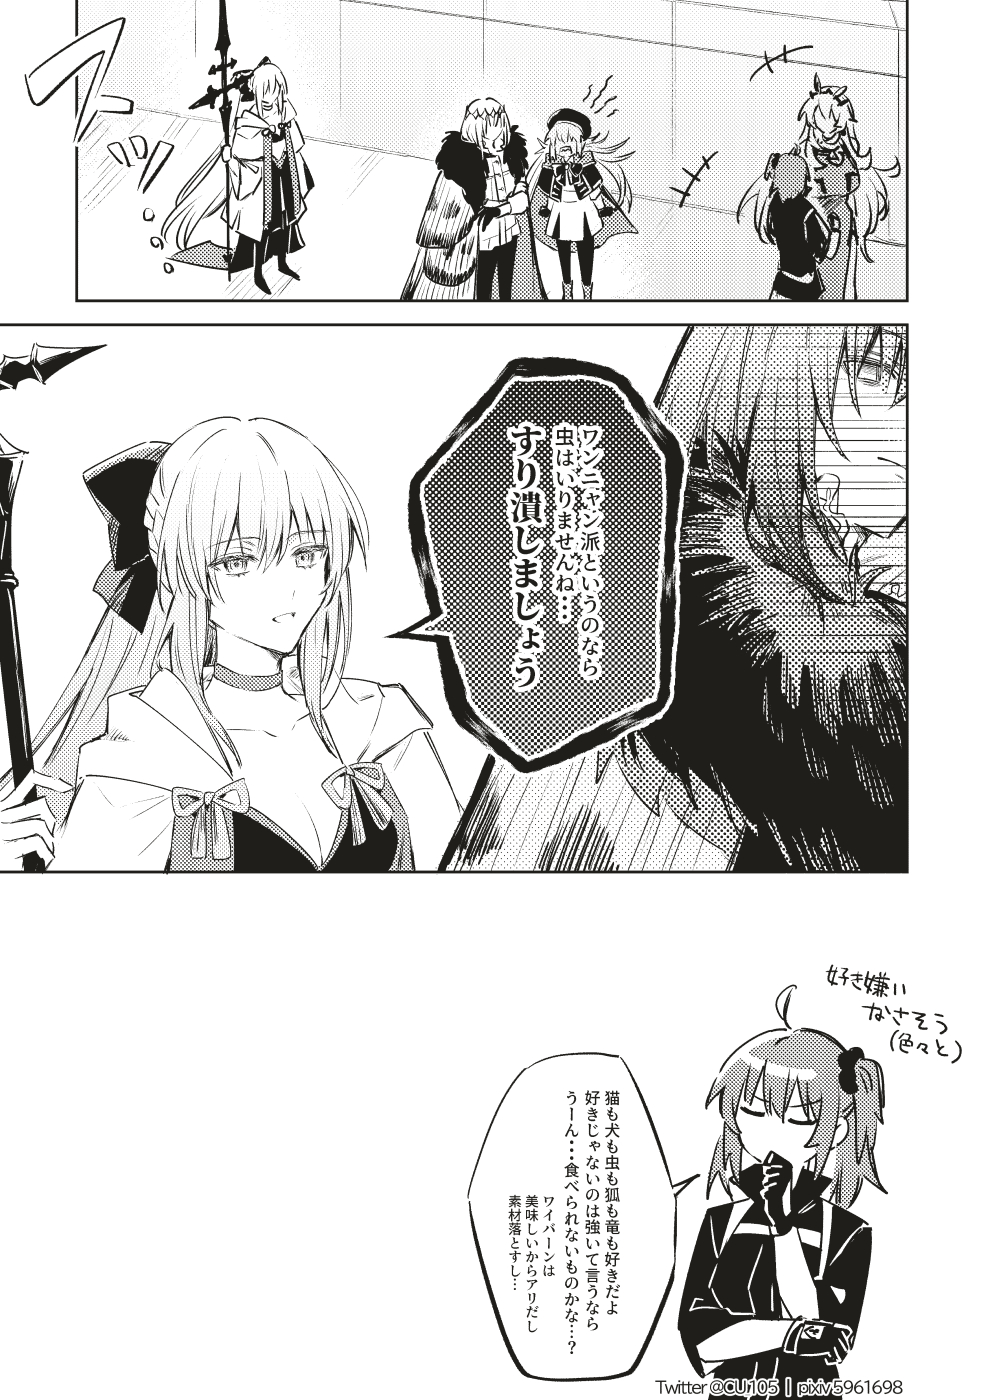 ワンニャン派というのなら
虫はいりませんね…
すり潰しましょう
好き嫌い
なさそう
(色々と)
猫も犬も虫も狐も竜も好きだよ
好きじゃないのは強いて言うなら
うーん…食べられないものかな…?
ワイバーンは
美味しいからアリだし
素材落とすし…
Twitter@CU105 | pixiv5961698